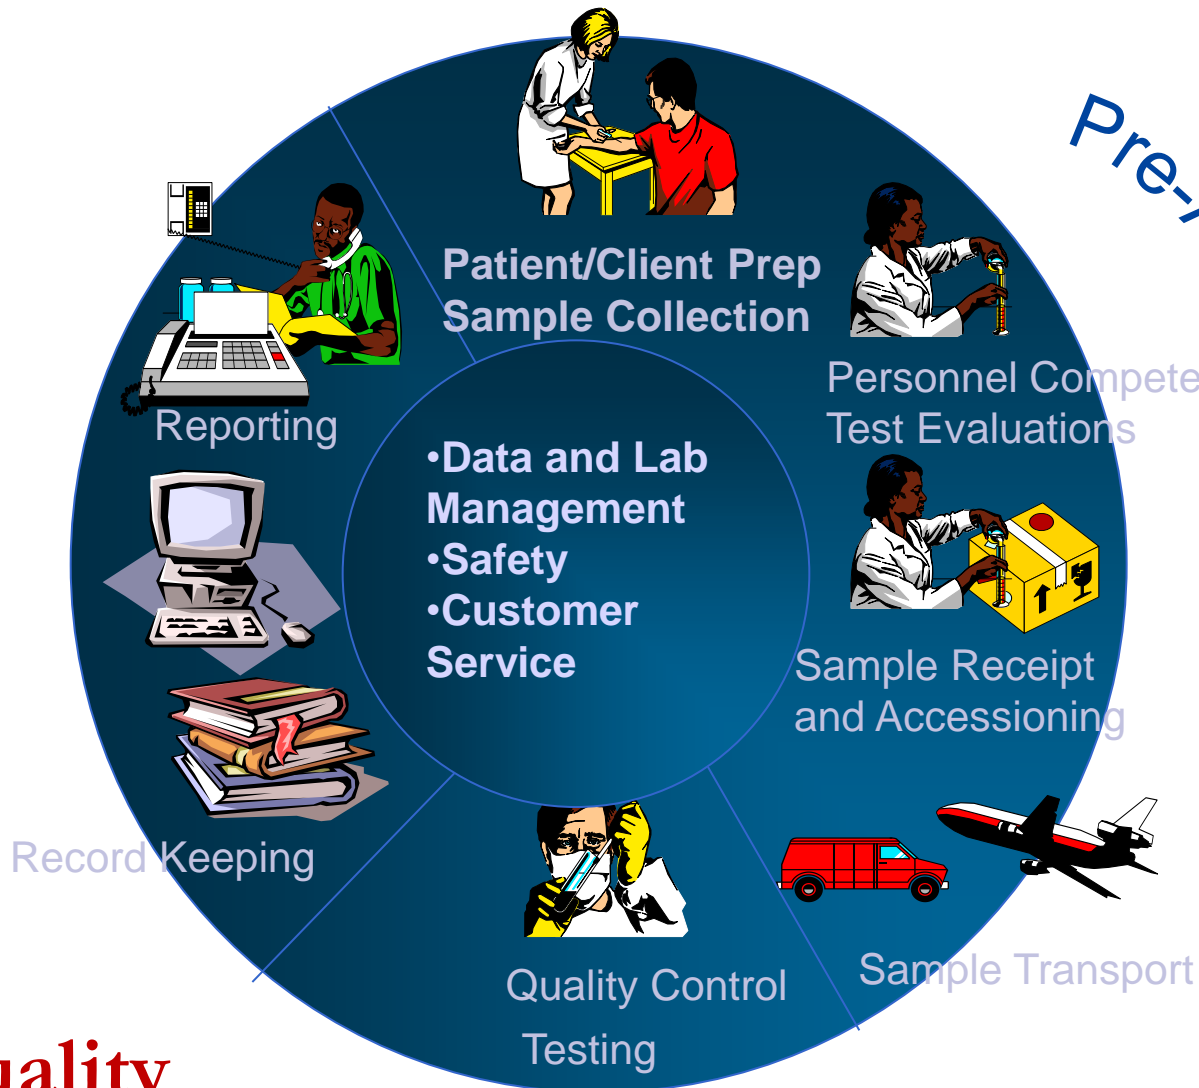 Patient/Client Prep
Sample Collection
Personnel
Test Evaluations
Reporting
•Data and Lab
Management
•Safety
•Customer
Service
Sample Receipt
and Accessioning
Record Keeping
Sample Transport
Quality Control
Testing